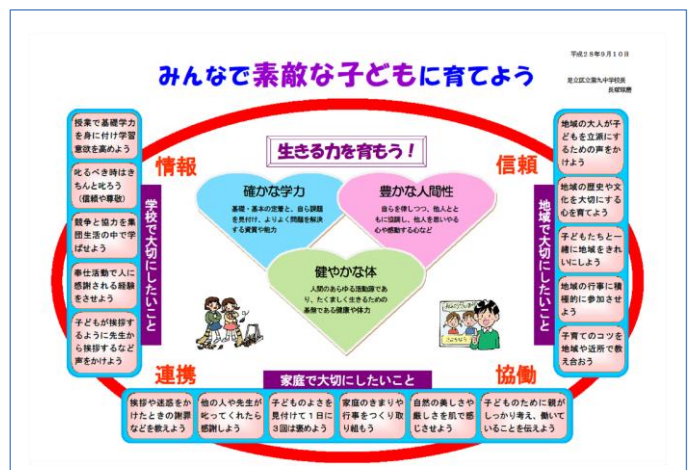 平成28年9月10日
みんなで素敵な子どもに育てよう
足立区立第九中学校長
生きる力を育もう！
情報
信頼
連携
協働
確かな学力
基礎・基本の定着と、自ら課題
を見付け、よりよく問題を解決
する資質や能力
豊かな人間性
自らを律しつつ、他人とと
もに協調し、他人を思いやる
心や感動する心など
健やかな体
人間のあらゆる活動源であ
り、たくましく生きるための
基盤である健康や体力
学校で大切にしたいこと
授業で基礎学力
を身に付け学習
意欲を高めよう
叱るべき時はき
ちんと叱ろう
（信頼や尊敬）
競争と協力を集
団生活の中で学
ばせよう
奉仕活動で人に
感謝される経験
をさせよう
子どもが挨拶す
るように先生か
ら挨拶するなど
声をかけよう
地域で大切にしたいこと
地域の大人が子
どもを立派にす
るための声をか
けよう
地域の歴史や文
化を大切にする
心を育てよう
子どもたちと一
緒に地域をきれ
いにしよう
地域の行事に積
極的に参加させ
よう
子育てのコツを
地域や近所で教
え合おう
家庭で大切にしたいこと
挨拶や迷惑をか
けたときの謝罪
などを教えよう
他の人や先生が
叱ってくれたら
感謝しよう
子どものよさを
見付けて１日に
３回は褒めよう
家庭のきまりや
行事をつくり取
り組もう
自然の美しさや
厳しさを肌で感
じさせよう
子どものために親が
しっかり考え、働いて
いることを伝えよう